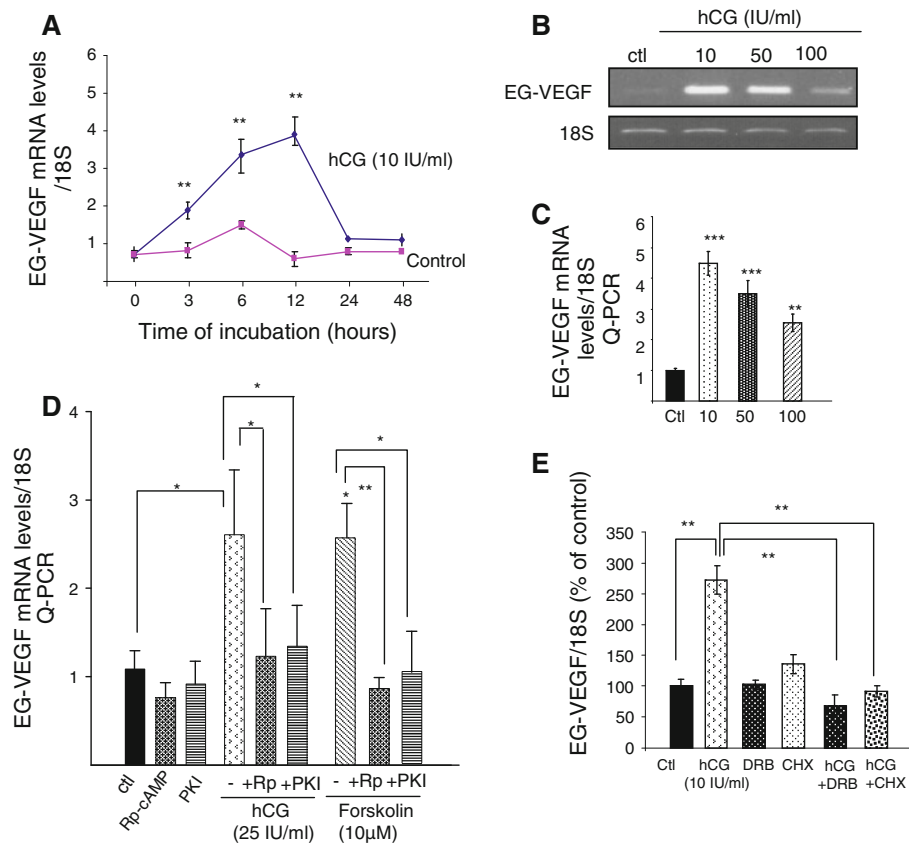 A
EG-VEGF mRNA levels
/18S
6
5
4
3
2
1
**
**
**
hCG (10 IU/ml)
Control
0 3 6 12 24 48
Time of incubation (hours)
B
hCG (IU/ml)
ctl 10 50 100
EG-VEGF
18S
C
EG-VEGF mRNA
levels/18S
Q-PCR
6
5
4
3
2
1
***
***
**
Ctl 10 50 100
D
EG-VEGF mRNA levels/18S
Q-PCR
4
3
2
1
*
*
*
*
*
**
ctl Rp-cAMP PKI - +Rp +PKI - +Rp +PKI
hCG
(25 IU/ml)
Forskolin
(10µM)
E
EG-VEGF/18S (% of control)
350
300
250
200
150
100
50
0
**
**
**
Ctl hCG DRB CHX hCG hCG
(10 IU/ml) +DRB +CHX